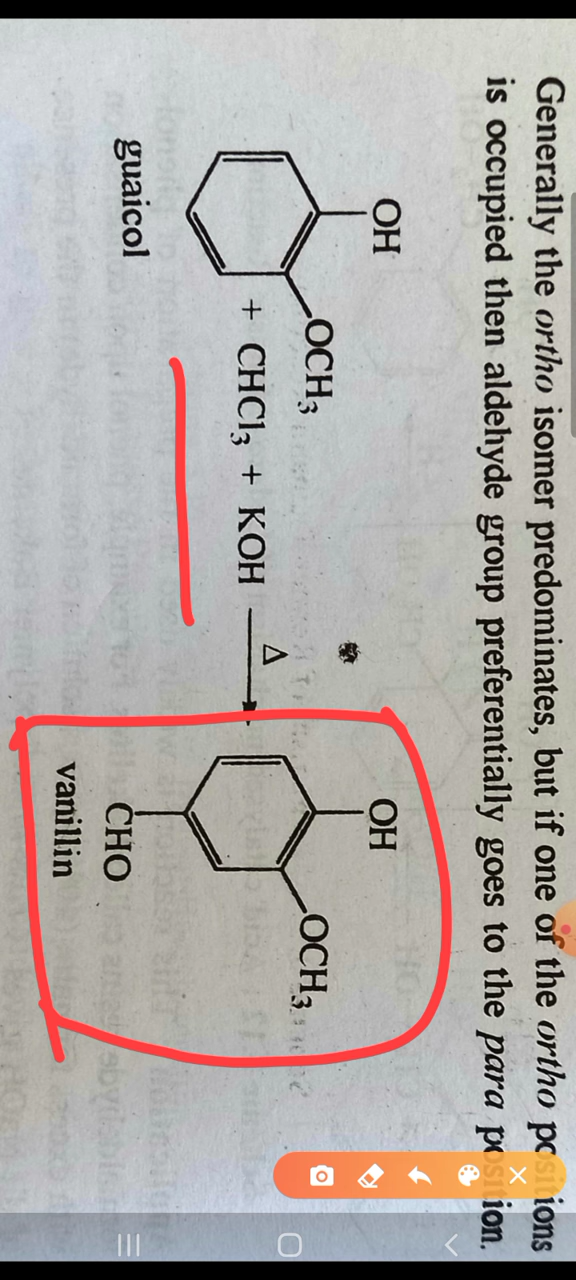 Generally the ortho isomer predominates, but if one of the ortho positions
is occupied then aldehyde group preferentially goes to the para position.
OH
OCH3
+ CHCl3 + KOH
Δ
guaicol
OH
OCH3
CHO
vanillin